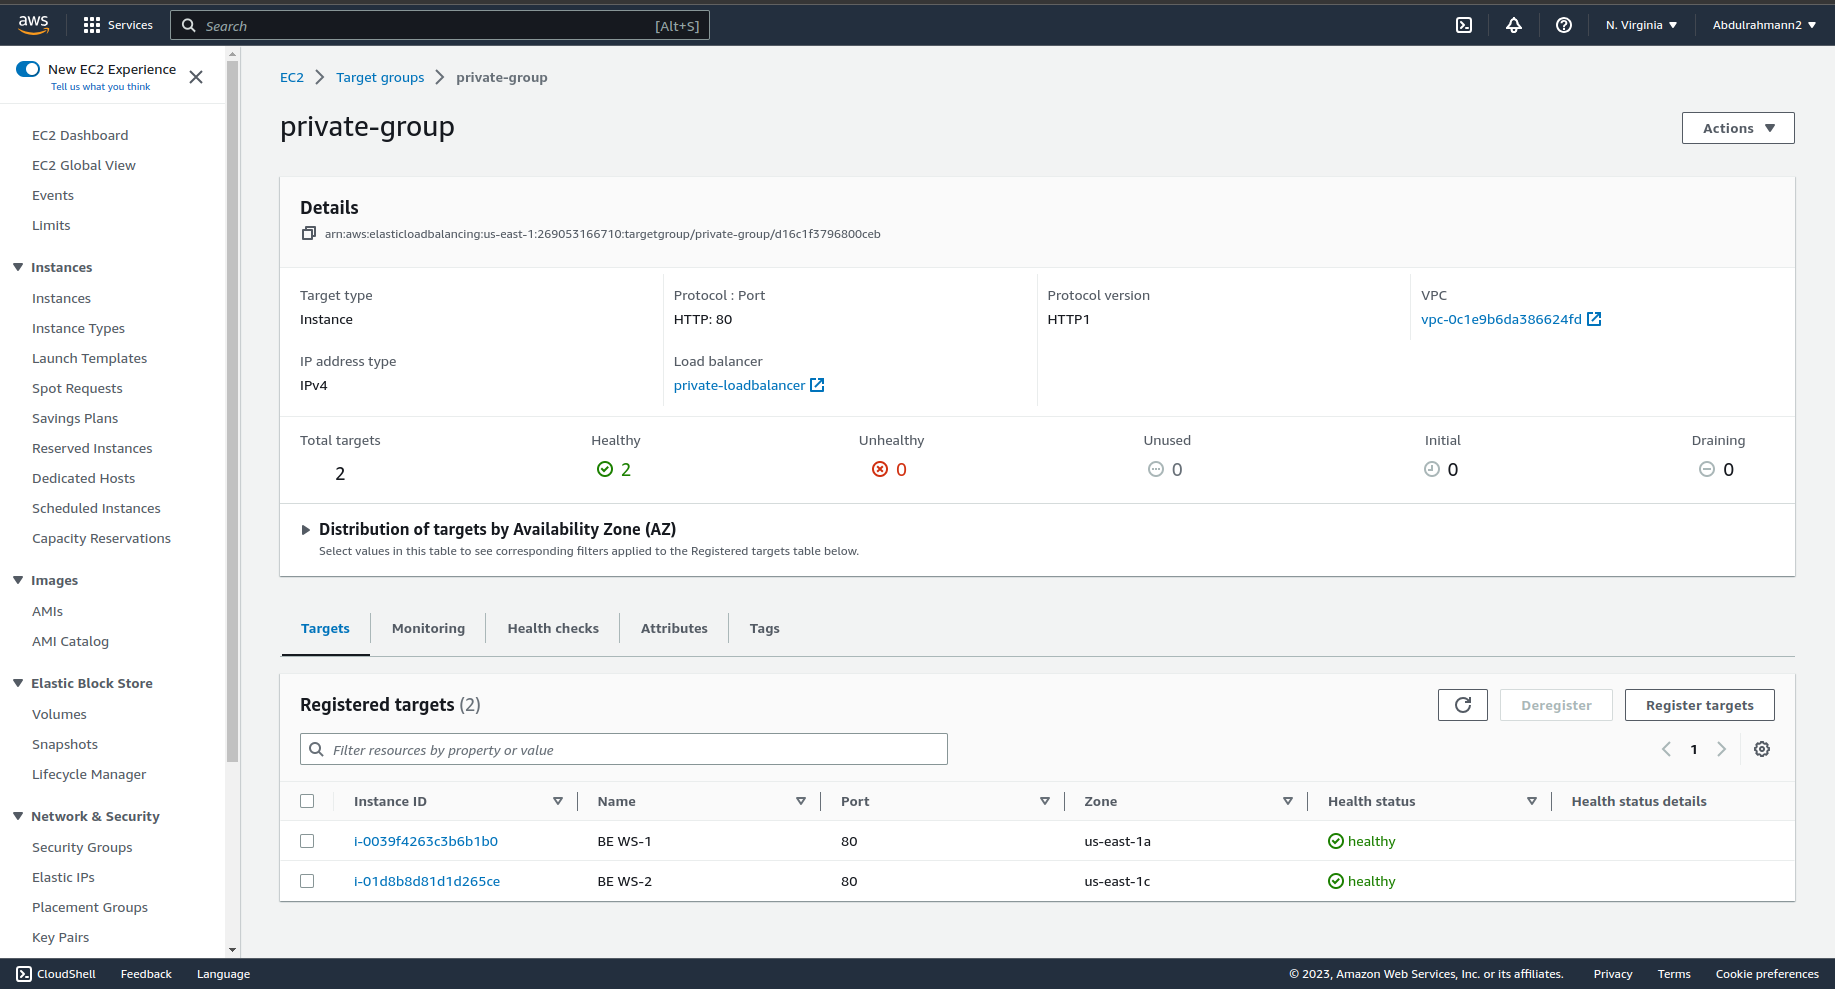 aws
Services
Search
[Alt+S]
N. Virginia
Abdulrahmann2
New EC2 Experience
Tell us what you think
EC2 Dashboard
EC2 Global View
Events
Limits
Instances
Instances
Instance Types
Launch Templates
Spot Requests
Savings Plans
Reserved Instances
Dedicated Hosts
Scheduled Instances
Capacity Reservations
Images
AMIs
AMI Catalog
Elastic Block Store
Volumes
Snapshots
Lifecycle Manager
Network & Security
Security Groups
Elastic IPs
Placement Groups
Key Pairs
EC2 Target groups private-group
private-group
Actions
Details
arn:aws:elasticloadbalancing:us-east-1:269053166710:targetgroup/private-group/d16c1f3796800ceb
Target type
Instance
Protocol : Port
HTTP: 80
Protocol version
HTTP1
VPC
vpc-0c1e9b6da386624fd
IP address type
IPv4
Load balancer
private-loadbalancer
Total targets
2
Healthy
2
Unhealthy
0
Unused
0
Initial
0
Draining
0
Distribution of targets by Availability Zone (AZ)
Select values in this table to see corresponding filters applied to the Registered targets table below.
Targets Monitoring Health checks Attributes Tags
Registered targets (2)
Deregister
Register targets
Filter resources by property or value
1
Instance ID Name Port Zone Health status Health status details
i-0039f4263c3b6b1b0 BE WS-1 80 us-east-1a healthy
i-01d8b8d81d1d265ce BE WS-2 80 us-east-1c healthy
CloudShell Feedback Language
© 2023, Amazon Web Services, Inc. or its affiliates. Privacy Terms Cookie preferences